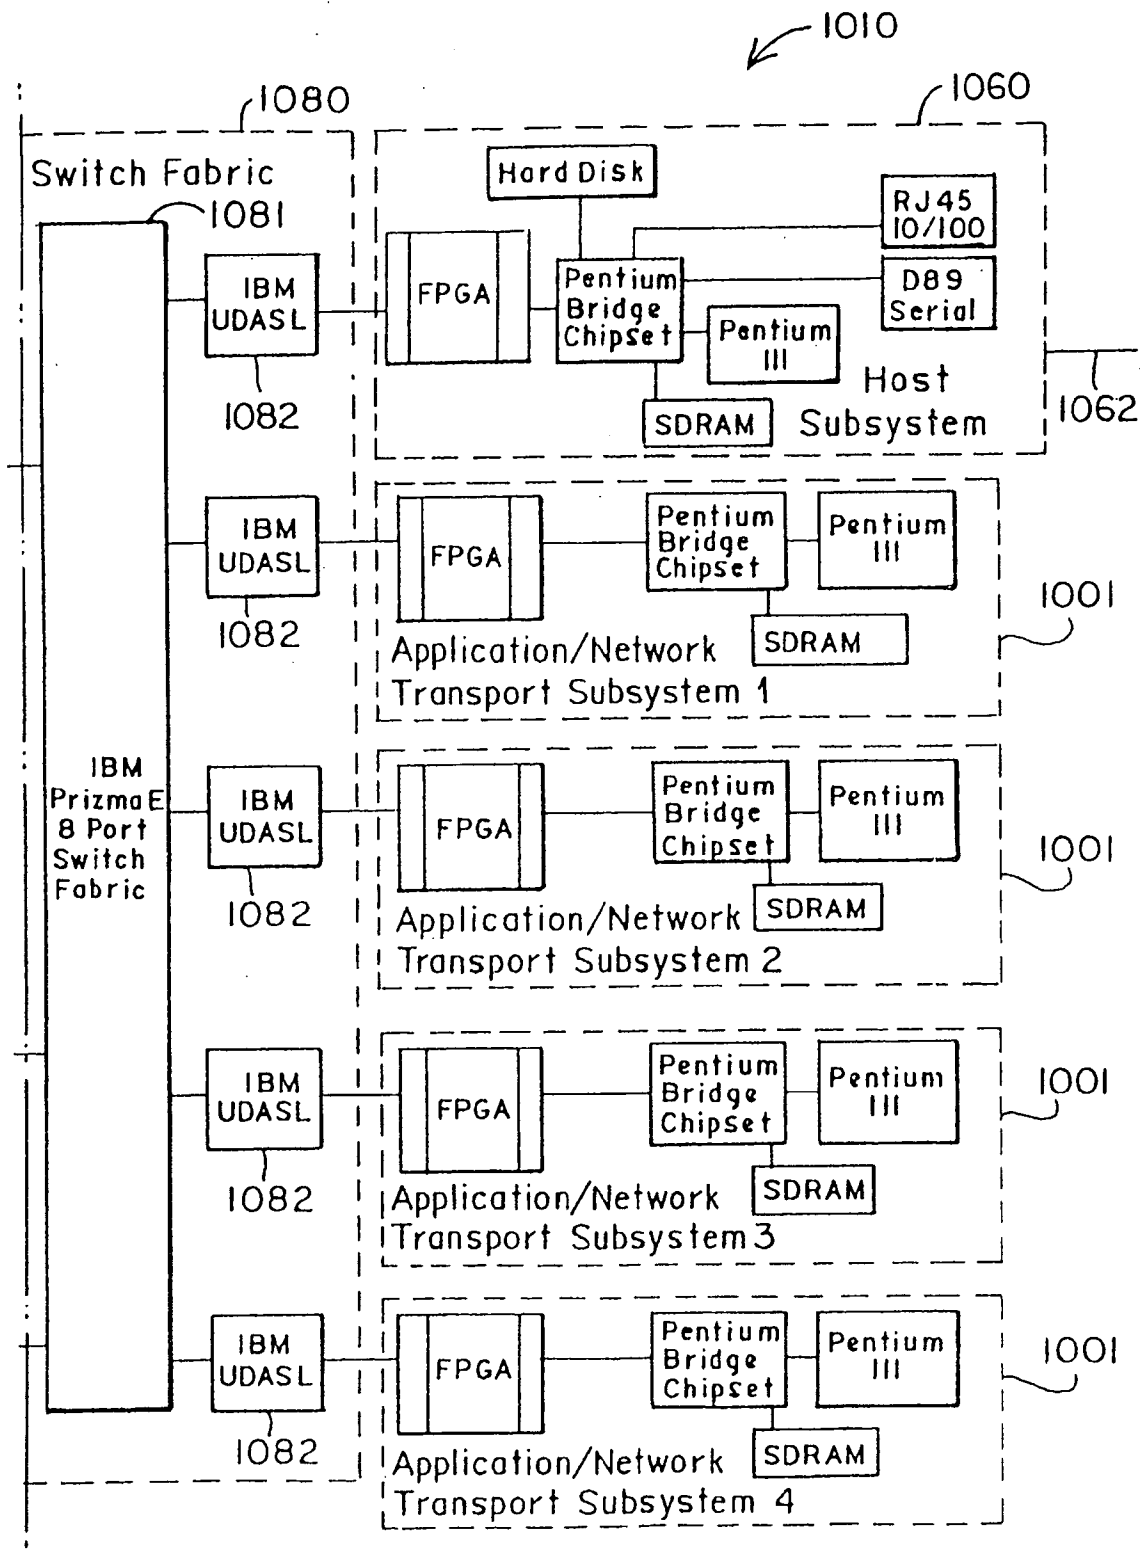 1010
1080
1060
Switch Fabric
1081
Hard Disk
RJ45
10/100
IBM
UDASL
FPGA
Pentium
Bridge
Chipset
D89
Serial
Pentium
III
1082
SDRAM
Host
Subsystem
1062
IBM
UDASL
FPGA
Pentium
Bridge
Chipset
Pentium
III
1082
SDRAM
1001
Application/Network
Transport Subsystem 1
IBM
PrizmaE
8 Port
Switch
Fabric
IBM
UDASL
FPGA
Pentium
Bridge
Chipset
Pentium
III
1082
SDRAM
1001
Application/Network
Transport Subsystem 2
IBM
UDASL
FPGA
Pentium
Bridge
Chipset
Pentium
III
1082
SDRAM
1001
Application/Network
Transport Subsystem 3
IBM
UDASL
FPGA
Pentium
Bridge
Chipset
Pentium
III
1082
SDRAM
1001
Application/Network
Transport Subsystem 4